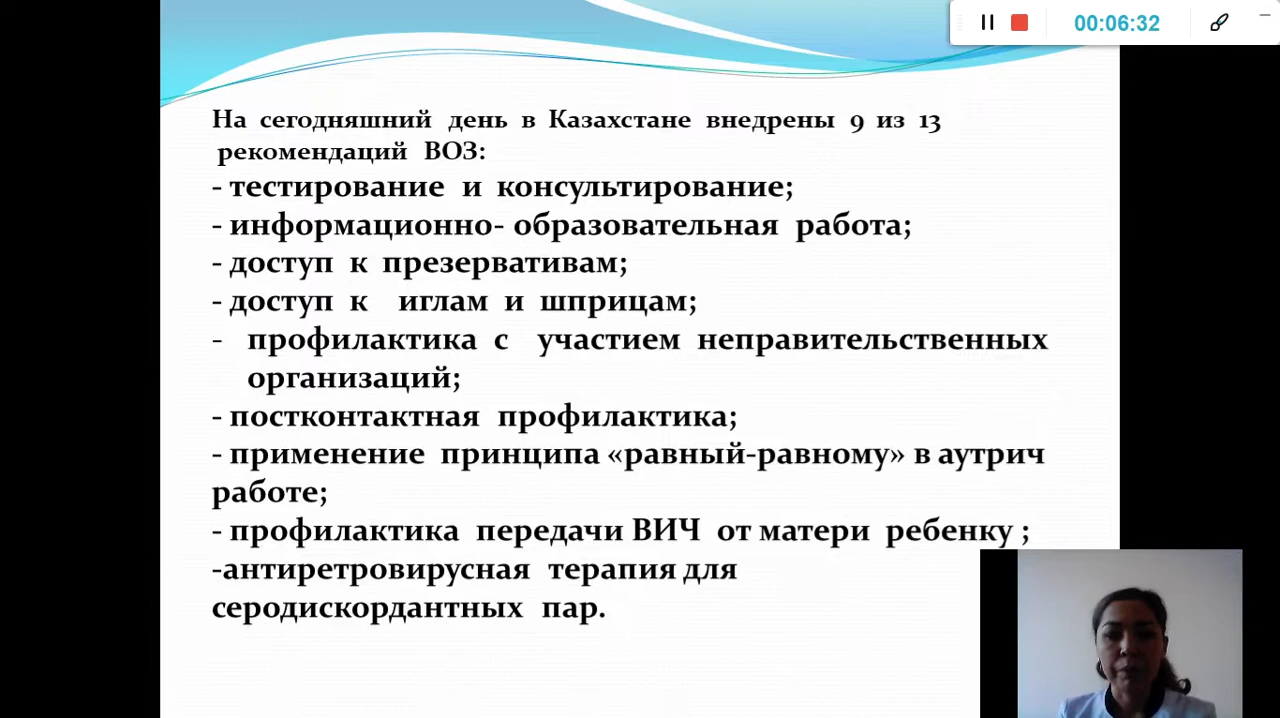 00:06:32
На сегодняшний день в Казахстане внедрены 9 из 13
рекомендаций ВОЗ:
- тестирование и консультирование;
- информационно- образовательная работа;
- доступ к презервативам;
- доступ к иглам и шприцам;
- профилактика с участием неправительственных
организаций;
- постконтактная профилактика;
- применение принципа «равный-равному» в аутрич
работе;
- профилактика передачи ВИЧ от матери ребенку ;
-антиретровирусная терапия для
серодискордантных пар.